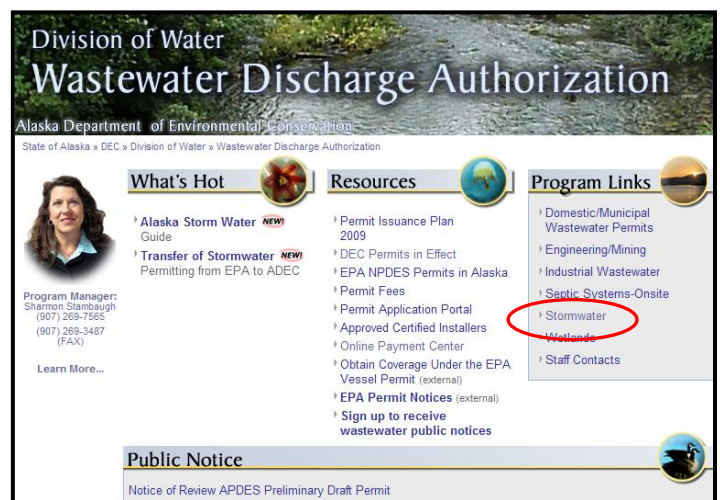 Division of Water
Wastewater Discharge Authorization
Alaska Department of Environmental Conservation
State of Alaska » DEC » Division of Water » Wastewater Discharge Authorization
Program Manager:
Sharmon Stambaugh
(907) 269-7565
(907) 269-3487
(FAX)
Learn More...
What's Hot
Alaska Storm Water NEW!
Guide
Transfer of Stormwater NEW!
Permitting from EPA to ADEC
Resources
Permit Issuance Plan
2009
DEC Permits in Effect
EPA NPDES Permits in Alaska
Permit Fees
Permit Application Portal
Approved Certified Installers
Online Payment Center
Obtain Coverage Under the EPA
Vessel Permit (external)
EPA Permit Notices (external)
Sign up to receive
wastewater public notices
Program Links
Domestic/Municipal
Wastewater Permits
Engineering/Mining
Industrial Wastewater
Septic Systems-Onsite
Stormwater
Wetlands
Staff Contacts
Public Notice
Notice of Review APDES Preliminary Draft Permit